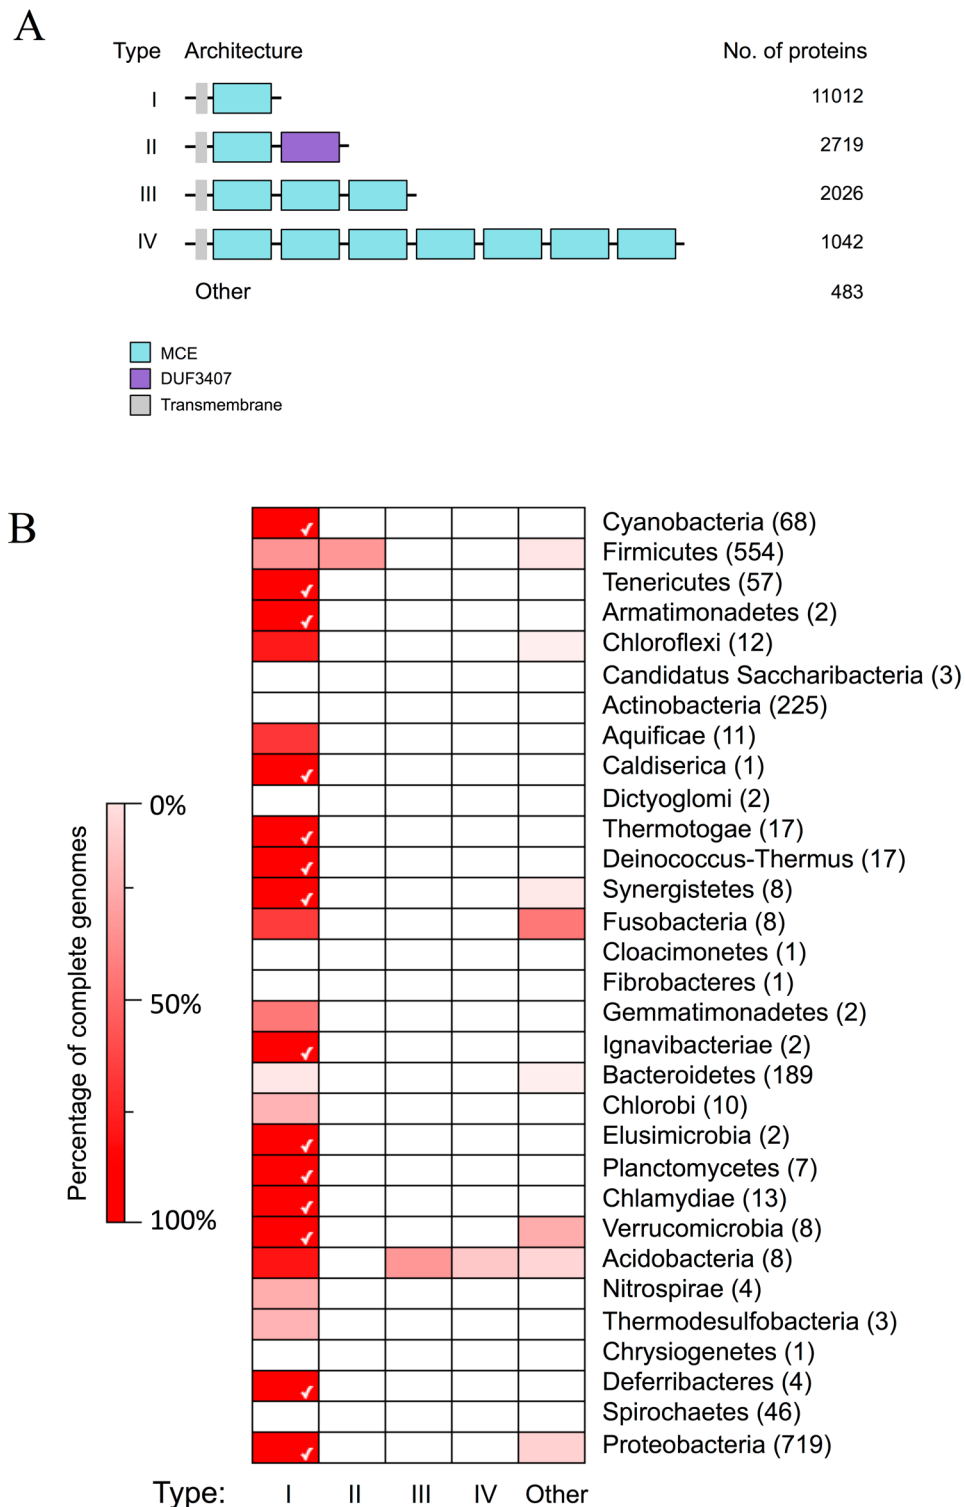 A
Type Architecture No. of proteins
I 11012
II 2719
III 2026
IV 1042
Other 483
MCE
DUF3407
Transmembrane
B
Cyanobacteria (68)
Firmicutes (554)
Tenericutes (57)
Armatimonadetes (2)
Chloroflexi (12)
Candidatus Saccharibacteria (3)
Actinobacteria (225)
Aquificae (11)
Caldiserica (1)
Dictyoglomi (2)
Thermotogae (17)
Deinococcus-Thermus (17)
Synergistetes (8)
Fusobacteria (8)
Cloacimonetes (1)
Fibrobacteres (1)
Gemmatimonadetes (2)
Ignavibacteriae (2)
Bacteroidetes (189
Chlorobi (10)
Elusimicrobia (2)
Planctomycetes (7)
Chlamydiae (13)
Verrucomicrobia (8)
Acidobacteria (8)
Nitrospirae (4)
Thermodesulfobacteria (3)
Chrysiogenetes (1)
Deferribacteres (4)
Spirochaetes (46)
Proteobacteria (719)
Percentage of complete genomes
0%
50%
100%
Type: I II III IV Other